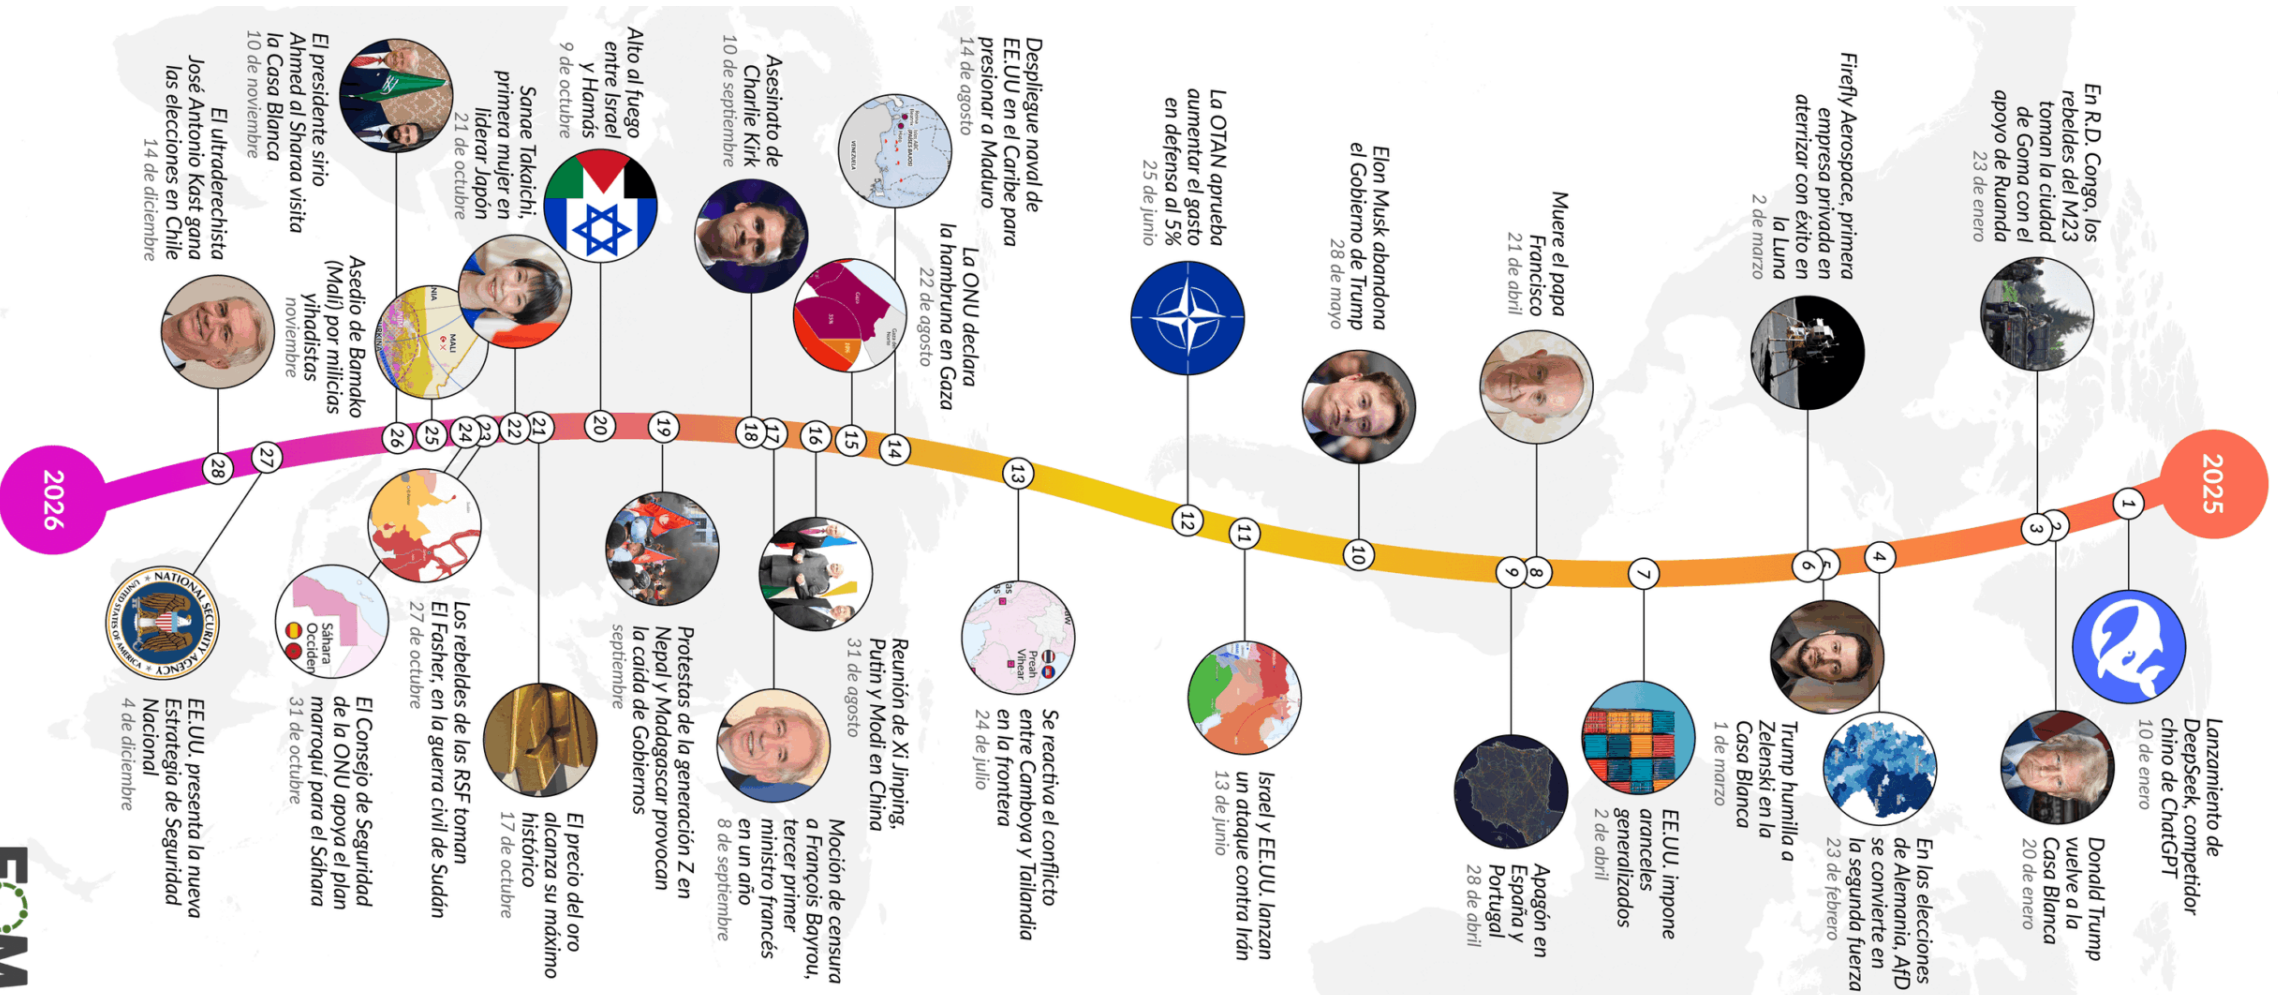 2025
1
Lanzamiento de
DeepSeek, competidor
chino de ChatGPT
10 de enero
2
Donald Trump
vuelve a la
Casa Blanca
20 de enero
3
En R.D. Congo, los
rebeldes del M23
toman la ciudad
de Goma con el
apoyo de Ruanda
23 de enero
4
En las elecciones
de Alemania, AfD
se convierte en
la segunda fuerza
23 de febrero
5
Trump humilla a
Zelenski en la
Casa Blanca
1 de marzo
6
Firefly Aerospace, primera
empresa privada en
aterrizar con éxito en
la Luna
2 de marzo
7
EE.UU. impone
aranceles
generalizados
2 de abril
8
Muere el papa
Francisco
21 de abril
9
Apagón en
España y
Portugal
28 de abril
10
Elon Musk abandona
el Gobierno de Trump
28 de mayo
11
Israel y EE.UU. lanzan
un ataque contra Irán
13 de junio
12
La OTAN aprueba
aumentar el gasto
en defensa al 5%
25 de junio
13
Preah
Vihear
Se reactiva el conflicto
entre Camboya y Tailandia
en la frontera
24 de julio
14
Despliegue naval de
EE.UU en el Caribe para
presionar a Maduro
14 de agosto
VENEZUELA
15
La ONU declara
la hambruna en Gaza
22 de agosto
16
Reunión de Xi Jinping,
Putin y Modi en China
31 de agosto
17
Moción de censura
a François Bayrou,
tercer primer
ministro francés
en un año
8 de septiembre
18
Asesinato de
Charlie Kirk
10 de septiembre
19
Protestas de la generación Z en
Nepal y Madagascar provocan
la caída de Gobiernos
septiembre
20
Alto al fuego
entre Israel
y Hamás
9 de octubre
21
El precio del oro
alcanza su máximo
histórico
17 de octubre
22
Sanae Takaichi,
primera mujer en
liderar Japón
21 de octubre
23
Los rebeldes de las RSF toman
El Fasher, en la guerra civil de Sudán
27 de octubre
24
Sáhara
Occiden
El Consejo de Seguridad
de la ONU apoya el plan
marroquí para el Sáhara
31 de octubre
25
MALI
Asedio de Bamako
(Malí) por milicias
yihadistas
noviembre
26
El presidente sirio
Ahmed al Sharaa visita
la Casa Blanca
10 de noviembre
27
NATIONAL SECURITY AGENCY
UNITED STATES OF AMERICA
EE.UU. presenta la nueva
Estrategia de Seguridad
Nacional
4 de diciembre
28
El ultraderechista
José Antonio Kast gana
las elecciones en Chile
14 de diciembre
2026
EOM